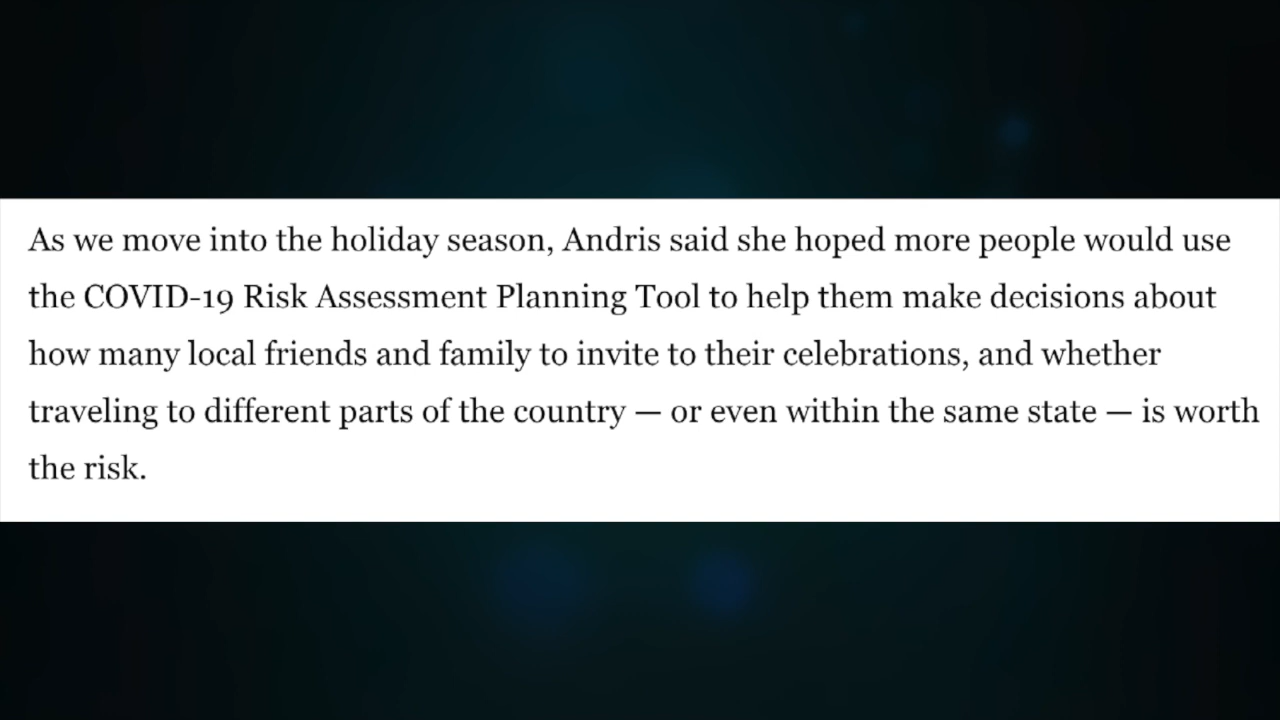 As we move into the holiday season, Andris said she hoped more people would use
the COVID-19 Risk Assessment Planning Tool to help them make decisions about
how many local friends and family to invite to their celebrations, and whether
traveling to different parts of the country — or even within the same state — is worth
the risk.